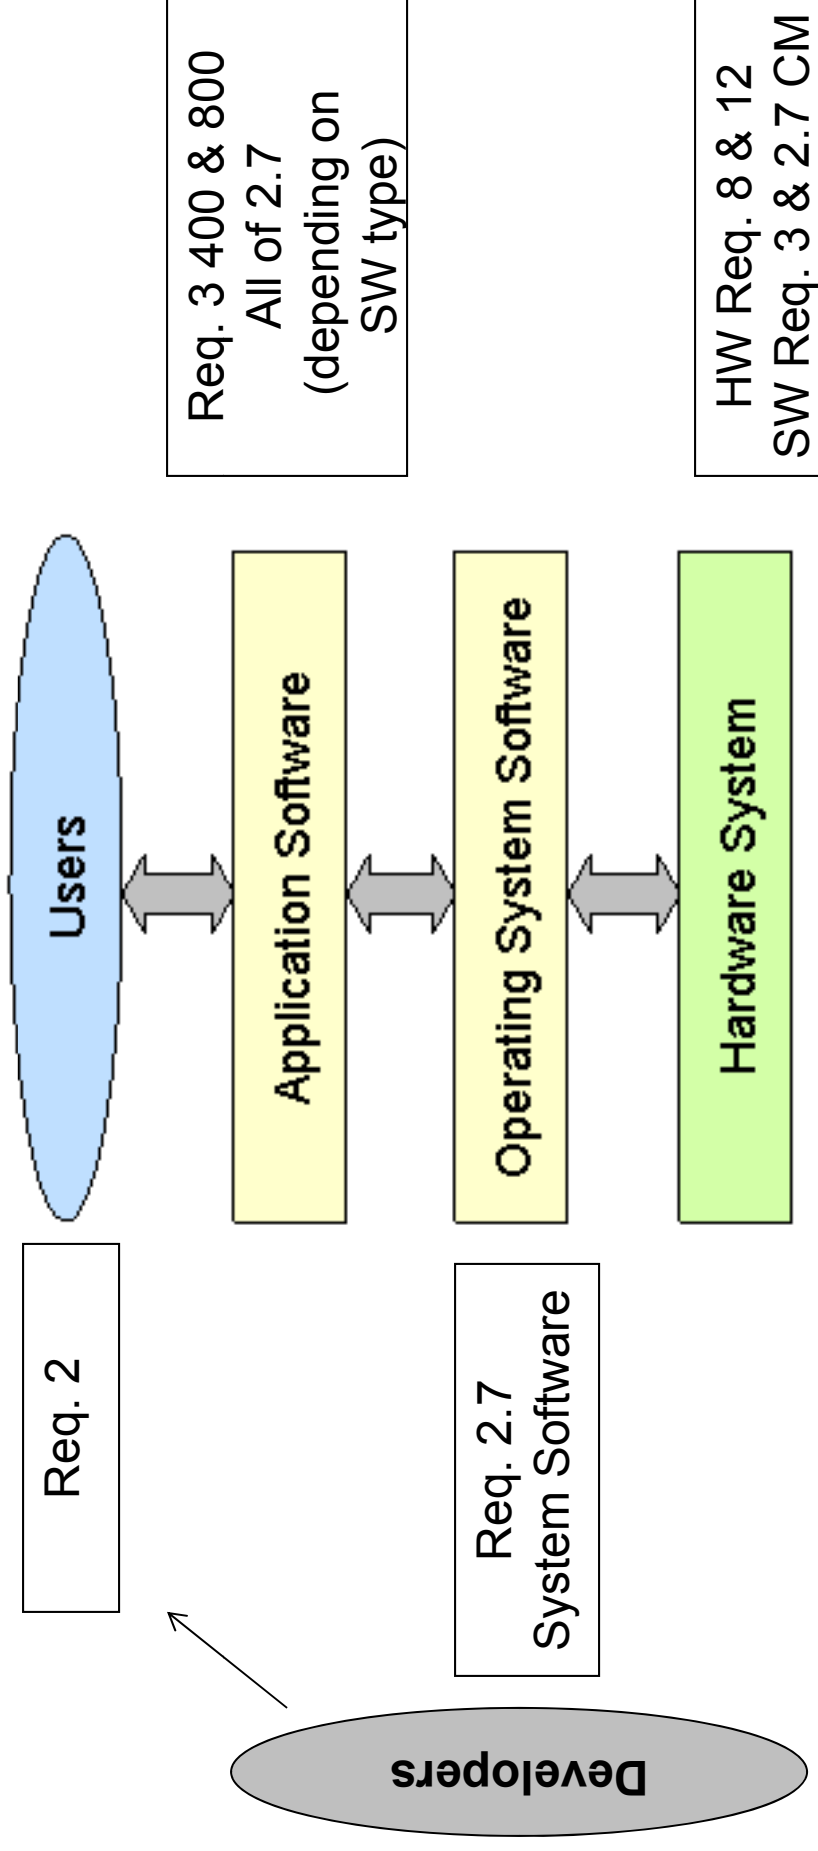 Users
Req. 2
Req. 3 400 & 800
All of 2.7
(depending on
SW type)
Application Software
Operating System Software
Req. 2.7
System Software
Hardware System
HW Req. 8 & 12
SW Req. 3 & 2.7 CM
Developers